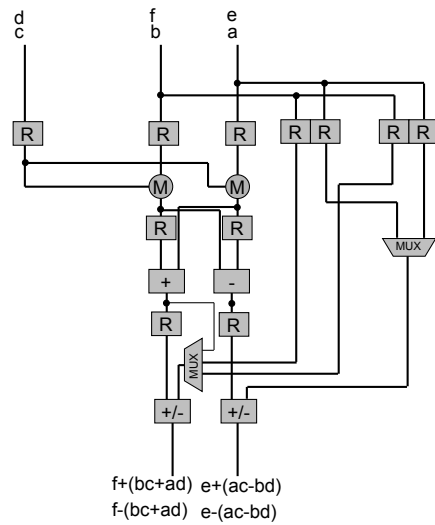 d f e
c b a
R R R R R R R
M M
R R
+ -
MUX
R R
MUX
+/- +/-
f+(bc+ad) e+(ac-bd)
f-(bc+ad) e-(ac-bd)